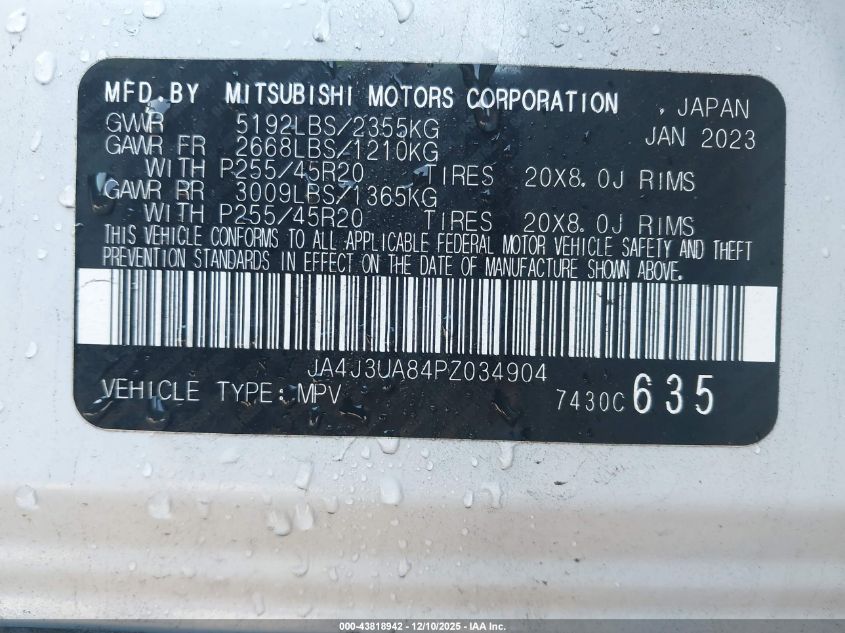 MFD.BY MITSUBISHI MOTORS CORPORATION , JAPAN
GVWR 5192LBS/2355KG JAN 2023
GAWR FR 2668LBS/1210KG
WITH P255/45R20 TIRES 20X8.0J RIMS
GAWR RR 3009LBS/1365KG
WITH P255/45R20 TIRES 20X8.0J RIMS
THIS VEHICLE CONFORMS TO ALL APPLICABLE FEDERAL MOTOR VEHICLE SAFETY AND THEFT
PREVENTION STANDARDS IN EFFECT ON THE DATE OF MANUFACTURE SHOWN ABOVE.
JA4J3UA84PZ034904
VEHICLE TYPE: MPV 7430C 635
000-43818942 - 12/10/2025 - IAA Inc.